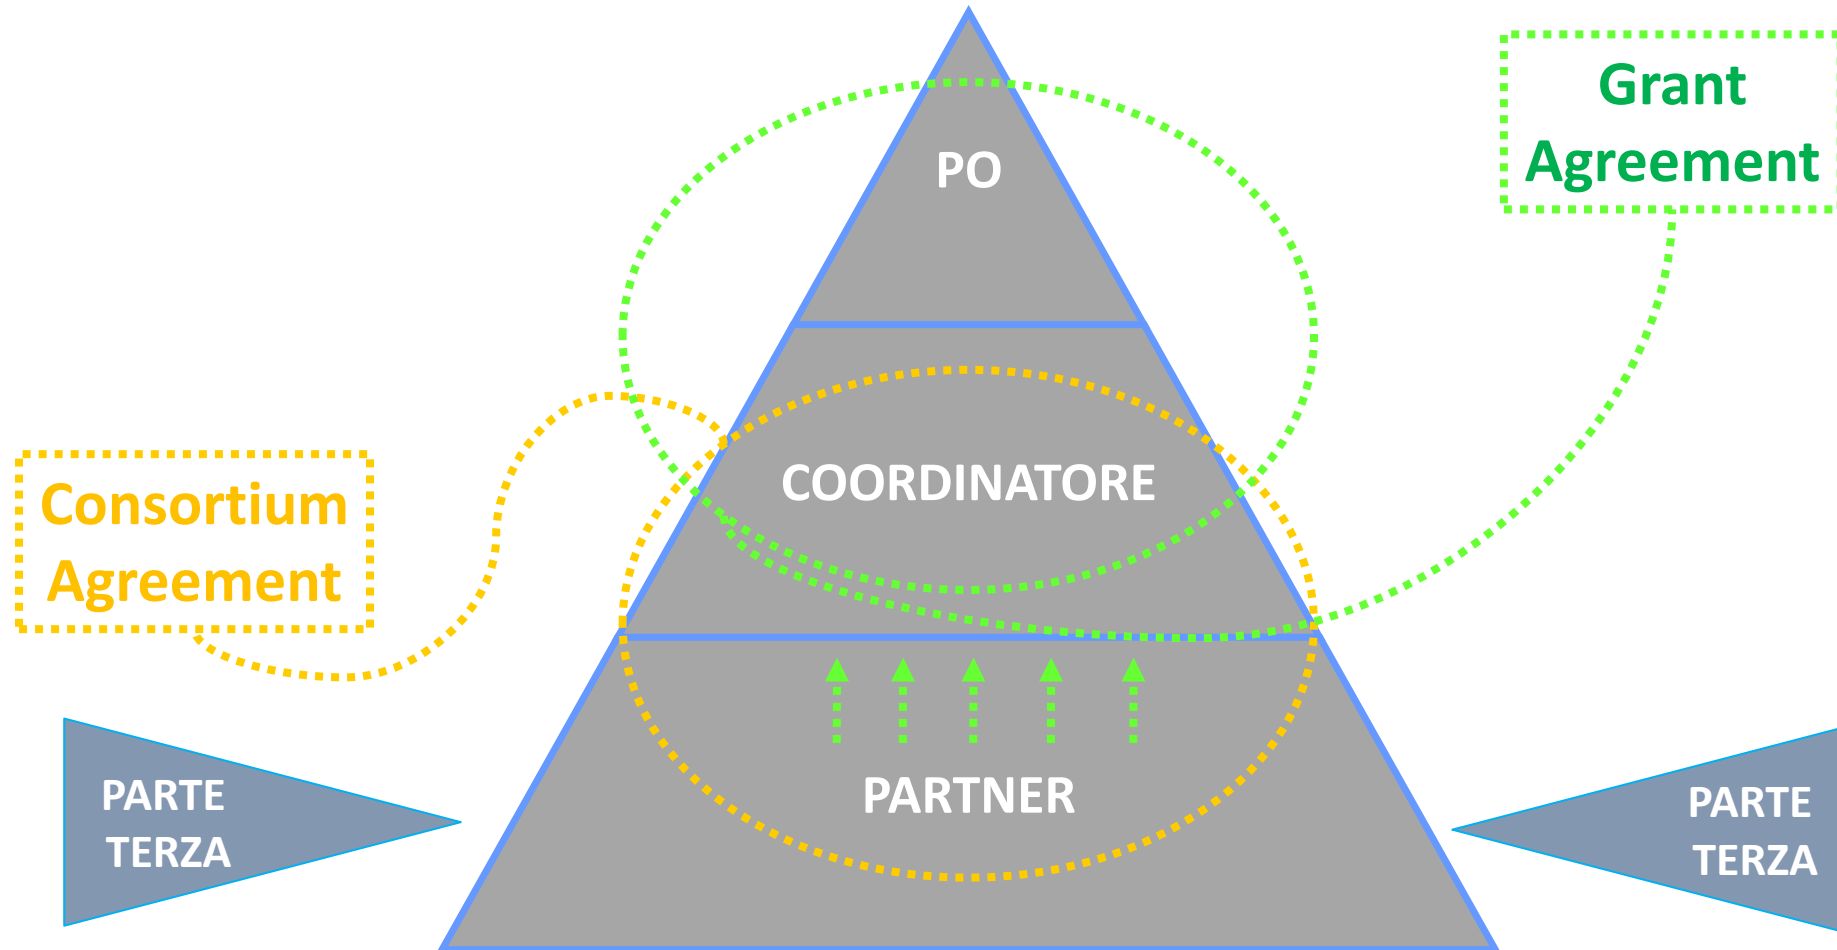 Grant
Agreement
PO
COORDINATORE
Consortium
Agreement
PARTNER
PARTE
TERZA
PARTE
TERZA